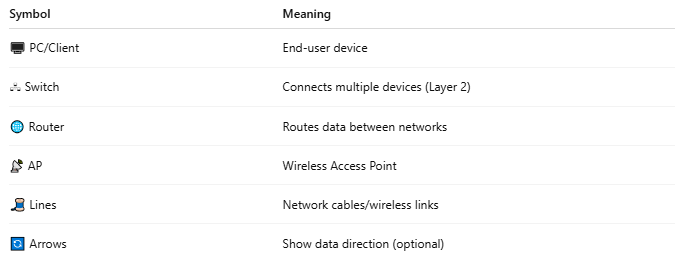 Symbol Meaning
PC/Client End-user device
Switch Connects multiple devices (Layer 2)
Router Routes data between networks
AP Wireless Access Point
Lines Network cables/wireless links
Arrows Show data direction (optional)